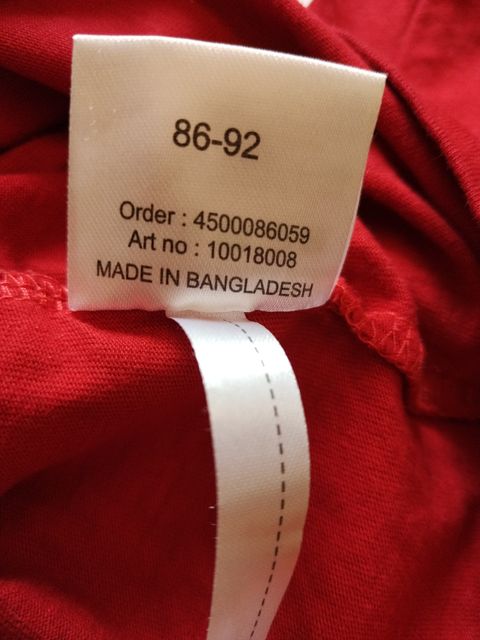 86-92
Order : 4500086059
Art no : 10018008
MADE IN BANGLADESH